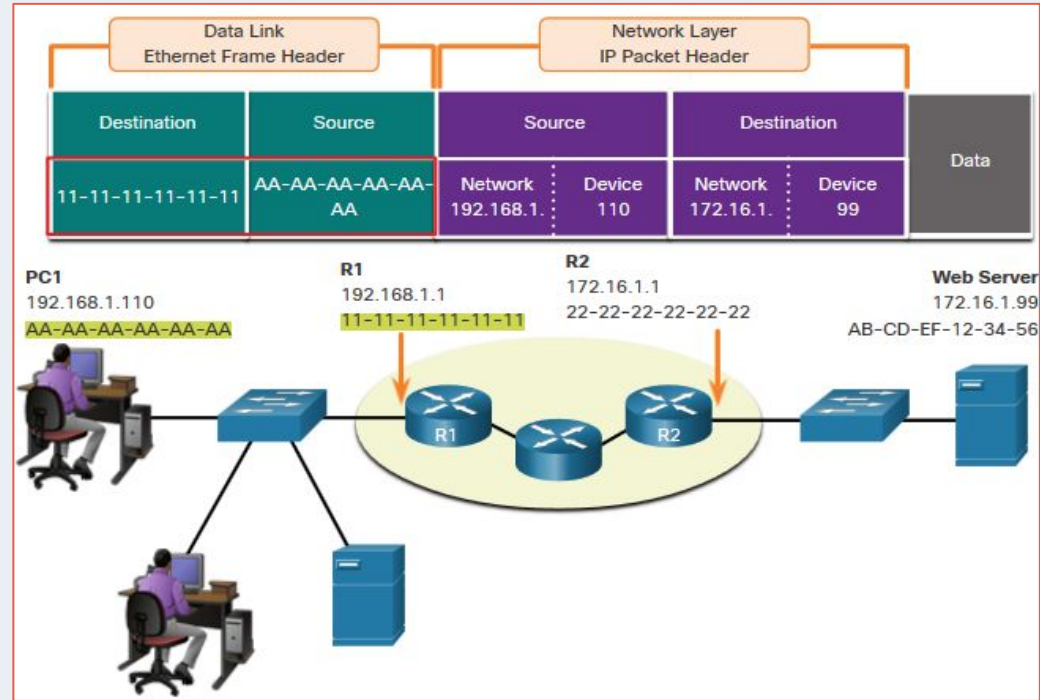 Data Link
Ethernet Frame Header
Network Layer
IP Packet Header
Destination
Source
Source
Destination
Data
11-11-11-11-11-11
AA-AA-AA-AA-AA-
AA
Network
192.168.1.
Device
110
Network
172.16.1.
Device
99
PC1
192.168.1.110
AA-AA-AA-AA-AA-AA
R1
192.168.1.1
11-11-11-11-11-11
R2
172.16.1.1
22-22-22-22-22-22
Web Server
172.16.1.99
AB-CD-EF-12-34-56
R1
R2